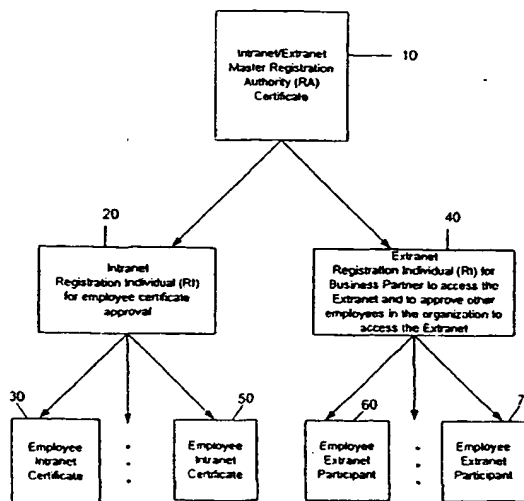 10
Intranet/Extranet
Master Registration
Authority (RA)
Certificate
20
40
Intranet
Registration Individual (RI)
for employee certificate
approval
Extranet
Registration Individual (RI) for
Business Partner to access the
Extranet and to approve other
employees in the organization to
access the Extranet
30
50
60
Employee
Intranet
Certificate
Employee
Intranet
Certificate
Employee
Extranet
Participant
Employee
Extranet
Participant